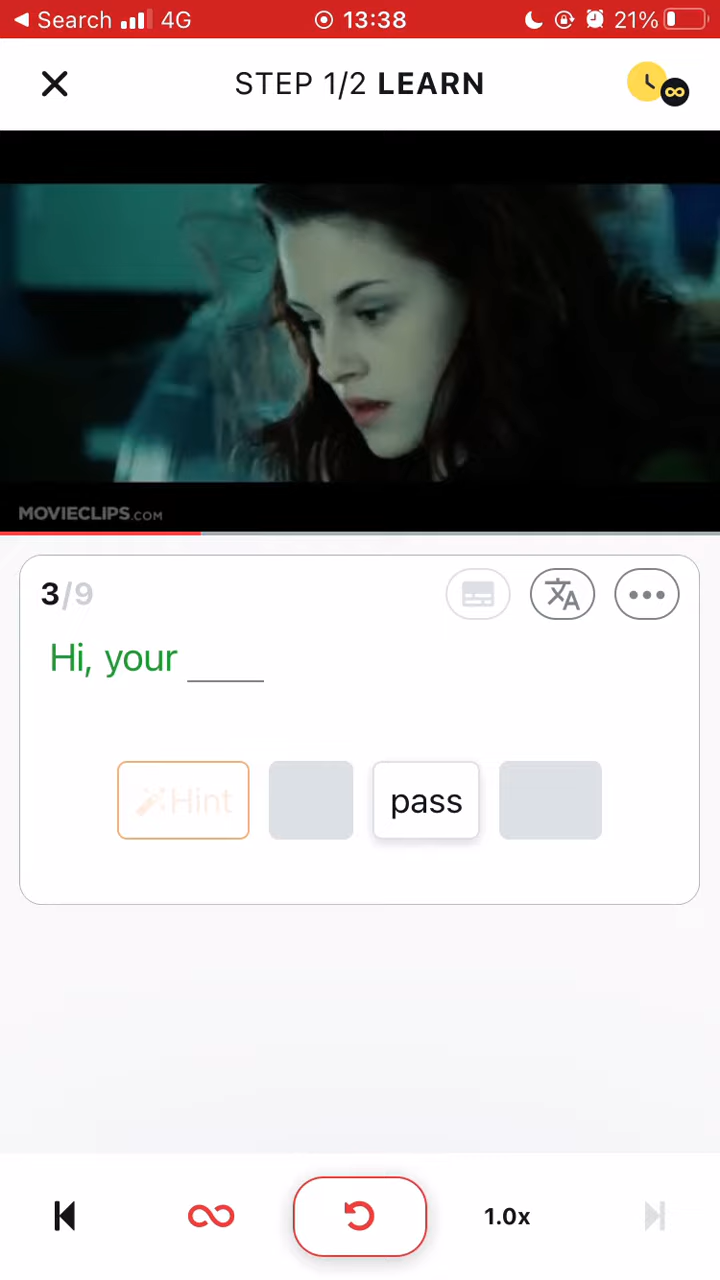 Search 4G 13:38 21%
STEP 1/2 LEARN
MOVIECLIPS.COM
3/9
Hi, your ____
Hint pass
1.0x